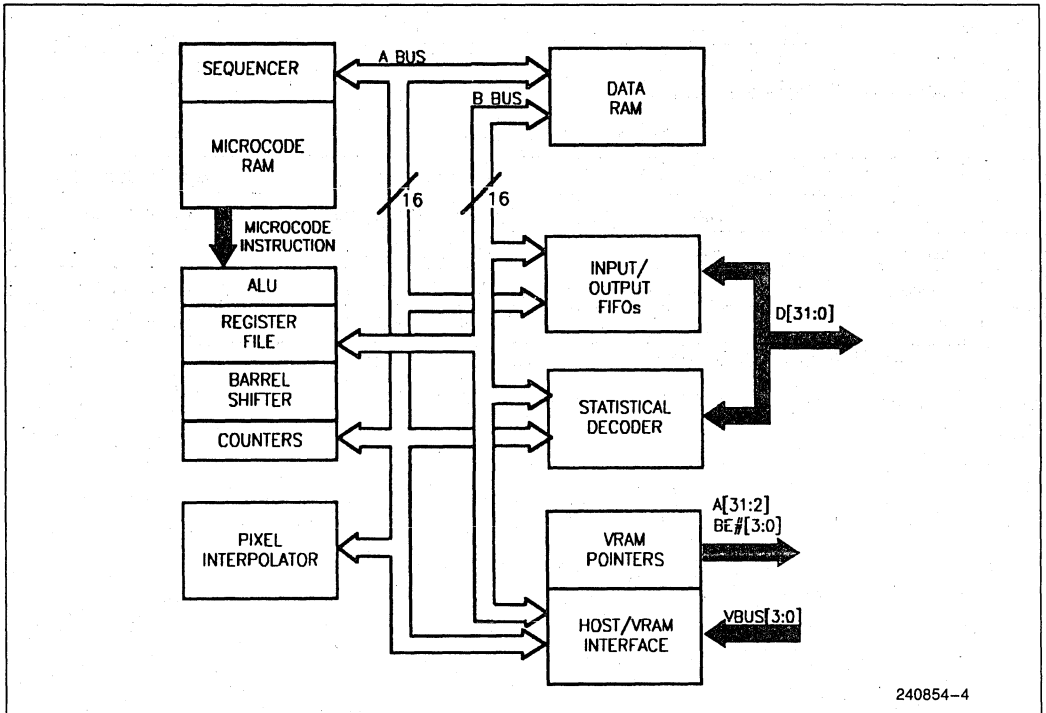 SEQUENCER
MICROCODE
RAM
A BUS
B BUS
DATA
RAM
16
16
MICROCODE
INSTRUCTION
ALU
REGISTER
FILE
BARREL
SHIFTER
COUNTERS
INPUT/
OUTPUT
FIFOs
D[31:0]
STATISTICAL
DECODER
PIXEL
INTERPOLATOR
VRAM
POINTERS
A[31:2]
BE#[3:0]
HOST/VRAM
INTERFACE
VBUS[3:0]
240854-4